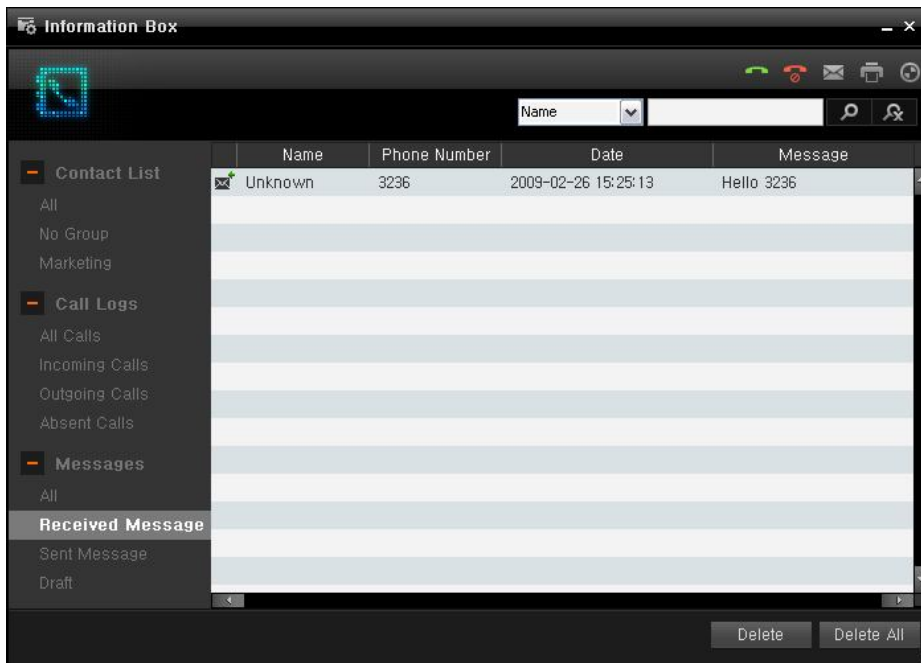 Information Box
Name
Name Phone Number Date Message
Unknown 3236 2009-02-26 15:25:13 Hello 3236
Contact List
All
No Group
Marketing
Call Logs
All Calls
Incoming Calls
Outgoing Calls
Absent Calls
Messages
All
Received Message
Sent Message
Draft
Delete Delete All